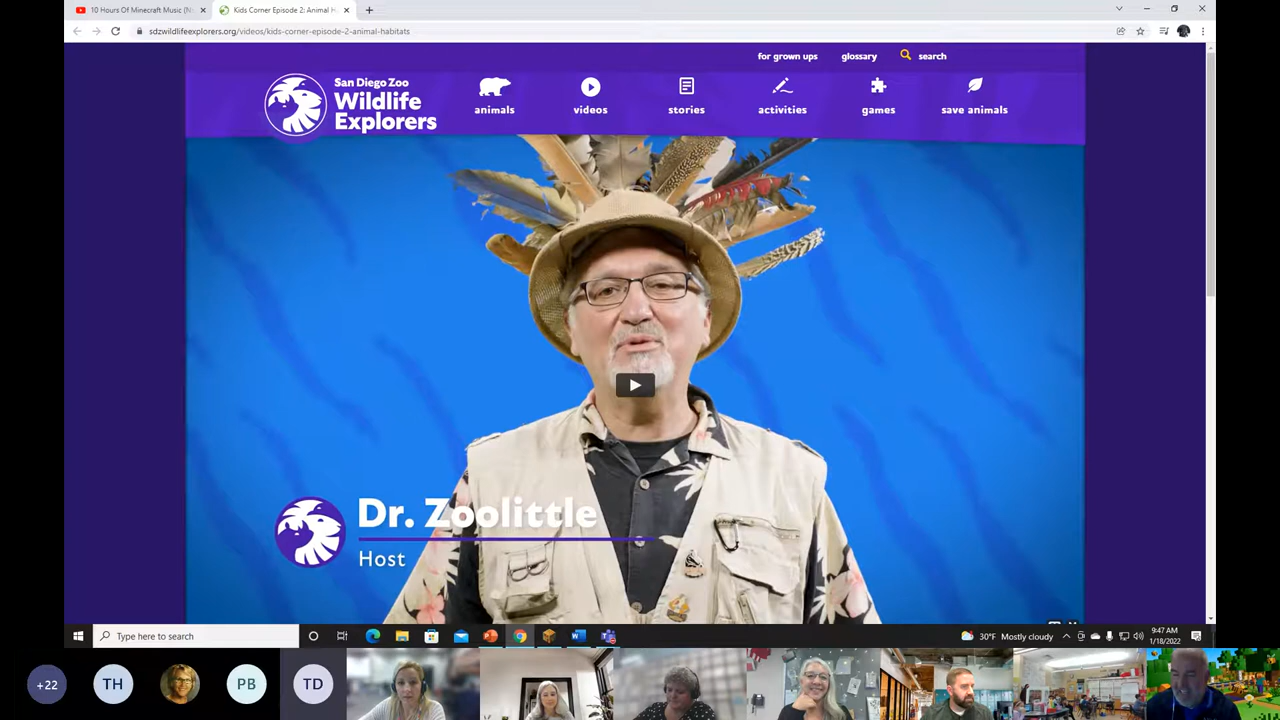 10 Hours Of Minecraft Music (N
Kids Corner Episode 2: Animal H
sdzwildlifeexplorers.org/videos/kids-corner-episode-2-animal-habitats
for grown ups glossary search
San Diego Zoo
Wildlife
Explorers
animals videos stories activities games save animals
Dr. Zoolittle
Host
Type here to search
30°F Mostly cloudy
9:47 AM
1/18/2022
+22 TH PB TD